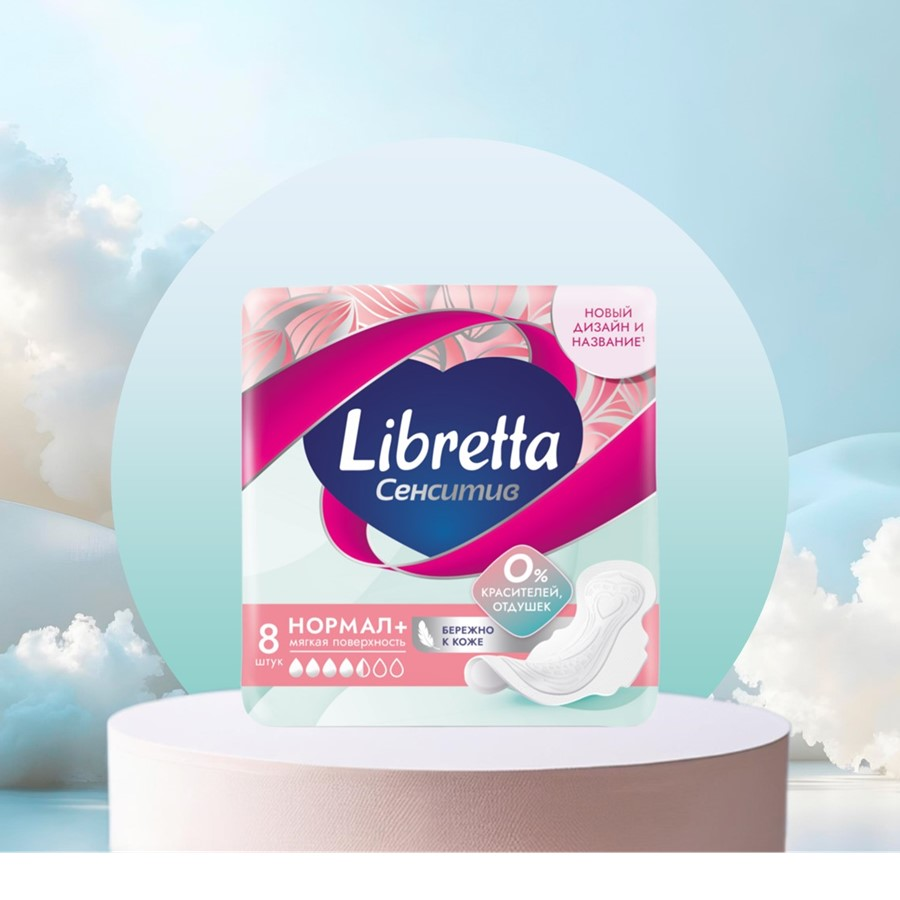 НОВЫЙ
ДИЗАЙН И
НАЗВАНИЕ¹
Libretta
Сенситив
0%
КРАСИТЕЛЕЙ,
ОТДУШЕК
8
штук
НОРМАЛ+
мягкая поверхность
БЕРЕЖНО
К КОЖЕ